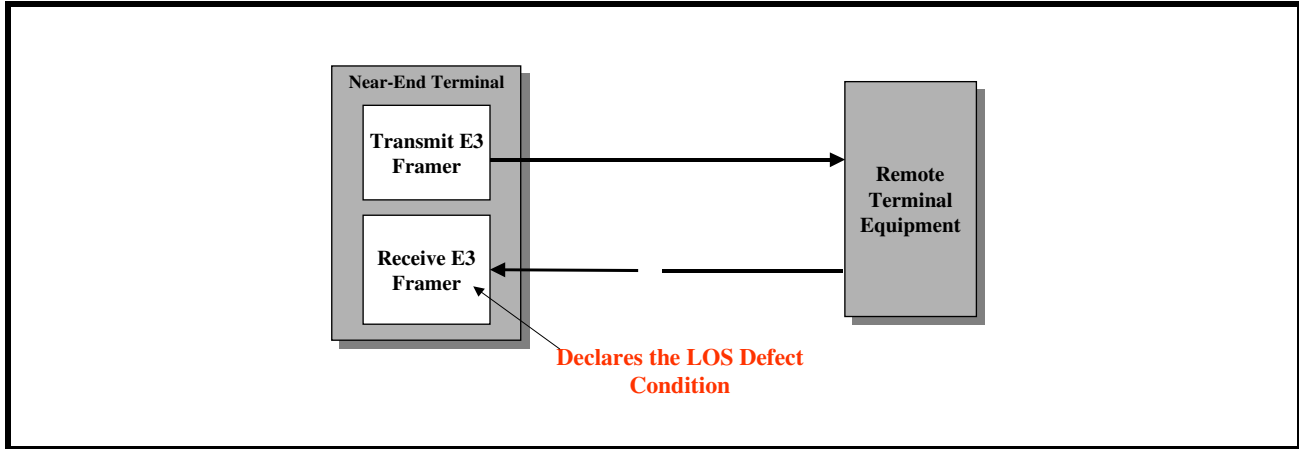 Near-End Terminal
Transmit E3
Framer
Receive E3
Framer
Remote
Terminal
Equipment
Declares the LOS Defect
Condition